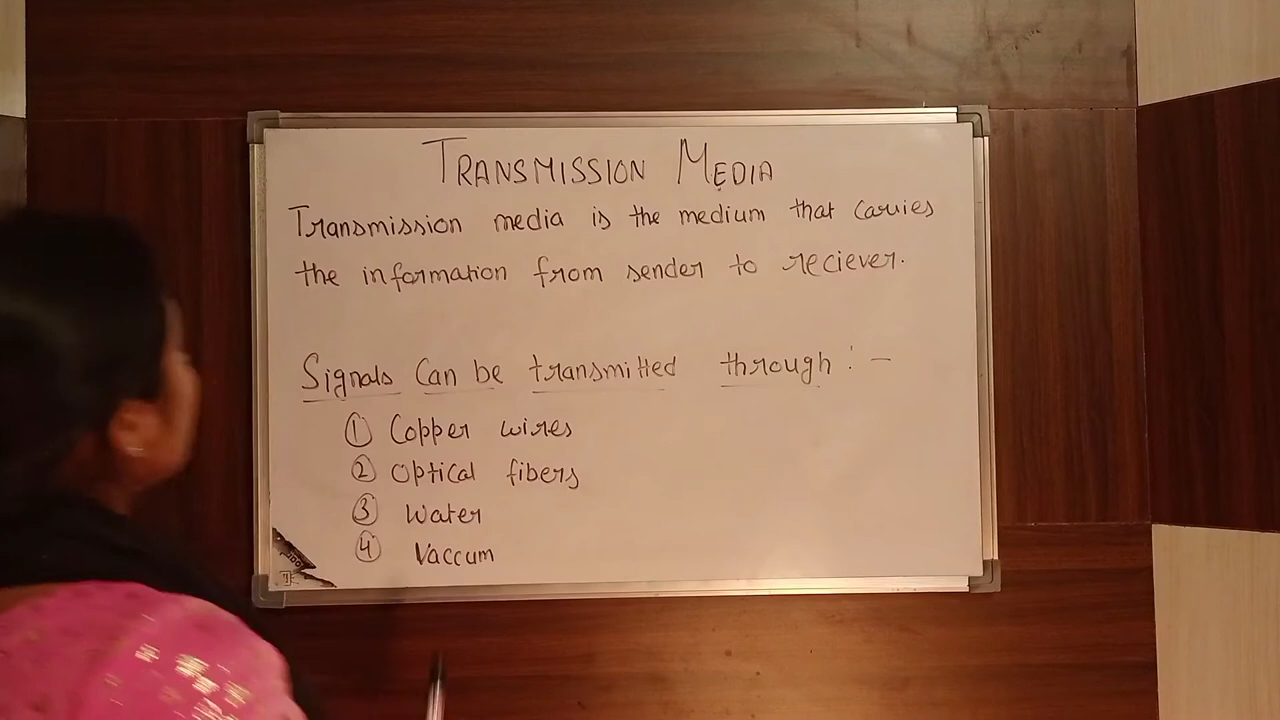 TRANSMISSION MEDIA
Transmission media is the medium that carries
the information from sender to reciever.
Signals Can be transmitted through :-
① Copper wires
② Optical fibers
③ Water
④ Vaccum